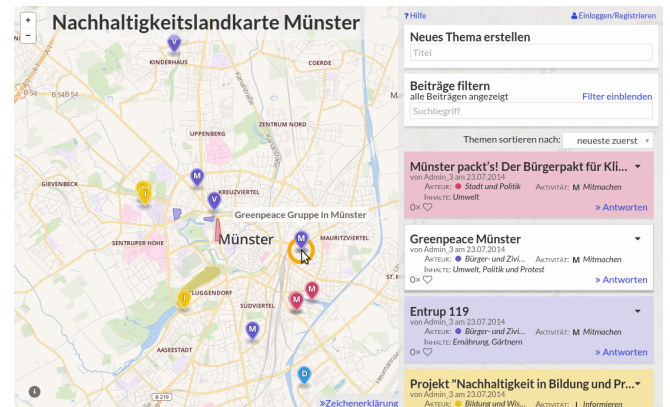 Nachhaltigkeitslandkarte Münster
+
-
KINDERHAUS
COERDE
B 54
B 54
B 54
Kanalstraße
ZENTRUM NORD
UPPENBERG
GIEVENBECK
KREUZVIERTEL
Greenpeace Gruppe in Münster
Münster
MAURITZVIERTEL
SENTRUPER HÖHE
PLUGGENDORF
SÜDVIERTEL
AASEESTADT
B 219
V
M
V
M
I
I
M
M
M
M
D
»Zeichenerklärung
? Hilfe
Einloggen/Registrieren
Neues Thema erstellen
Titel
Beiträge filtern
alle Beiträgen angezeigt
Filter einblenden
Suchbegriff
Themen sortieren nach:
neueste zuerst
Münster packt's! Der Bürgerpakt für Kli...
von Admin_3 am 23.07.2014
AKTEUR: Stadt und Politik AKTIVITÄT: M Mitmachen
INHALTE: Umwelt
0× » Antworten
Greenpeace Münster
von Admin_3 am 23.07.2014
AKTEUR: Bürger- und Zivi... AKTIVITÄT: M Mitmachen
INHALTE: Umwelt, Politik und Protest
0× » Antworten
Entrup 119
von Admin_3 am 23.07.2014
AKTEUR: Bürger- und Zivi... AKTIVITÄT: M Mitmachen
INHALTE: Ernährung, Gärtnern
0× » Antworten
Projekt "Nachhaltigkeit in Bildung und Pr...
von Admin_3 am 23.07.2014
AKTEUR: Bildung und Wis... AKTIVITÄT: I Informieren